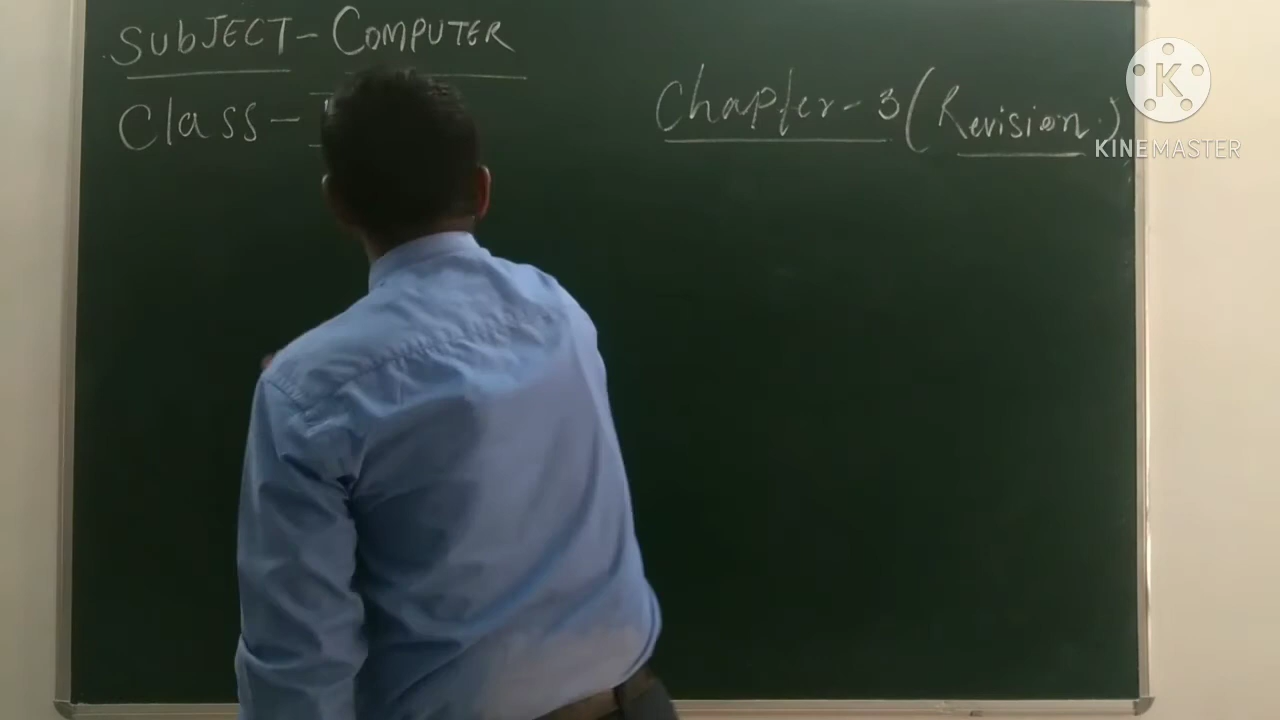 SUbJECT - COMPUTER
Class -
Chapter - 3 (Revision)
K
KINEMASTER